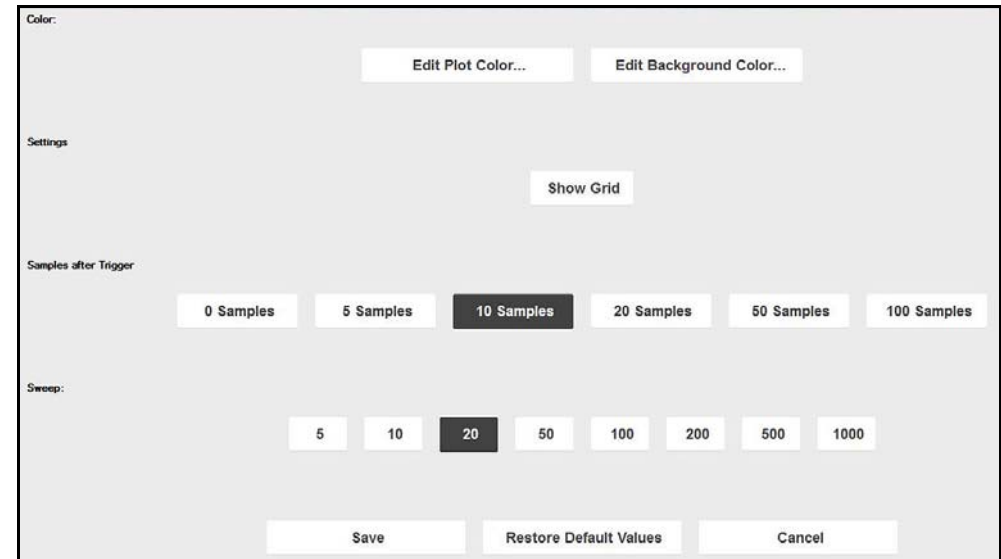 Color:
Edit Plot Color... Edit Background Color...
Settings
Show Grid
Samples after Trigger
0 Samples 5 Samples 10 Samples 20 Samples 50 Samples 100 Samples
Sweep:
5 10 20 50 100 200 500 1000
Save Restore Default Values Cancel